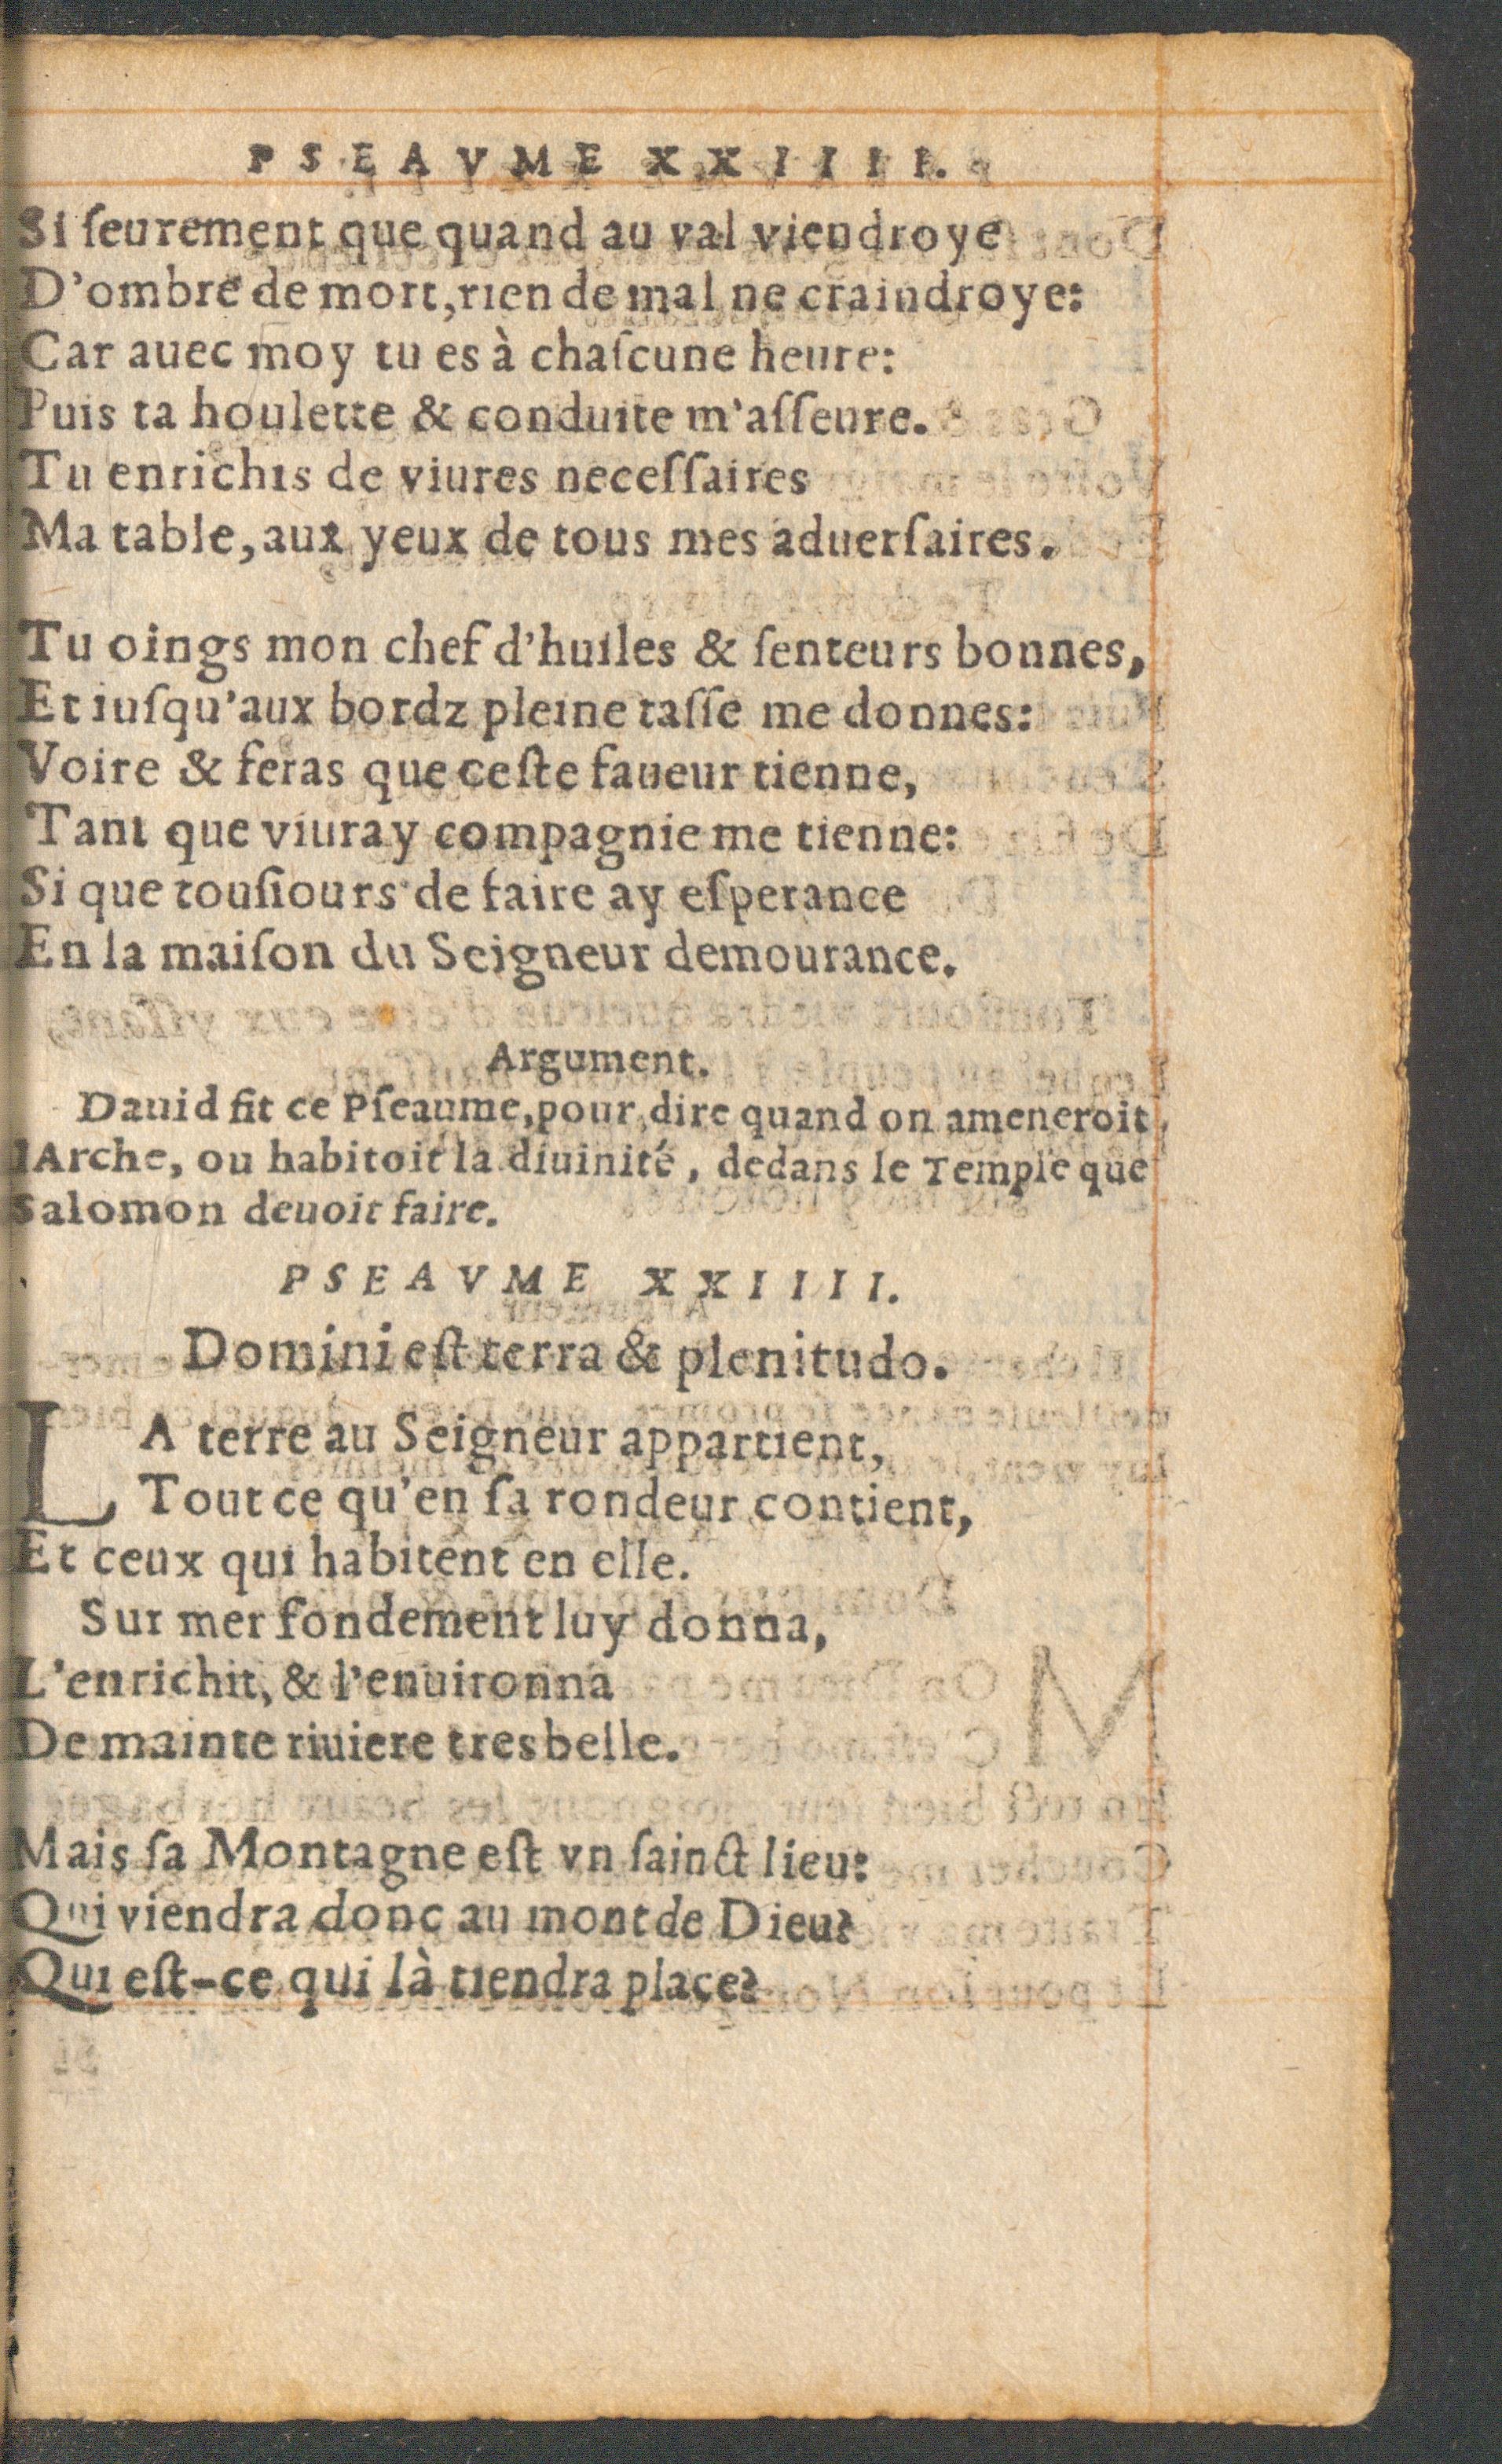 PSEAVME XXIIIII.
Si ſeurement que quand au val viendroye
D'ombre de mort, rien de mal ne craindroye:
Car auec moy tu es à chaſcune heure:
Puis ta houlette & conduite m'aſſeure.
Tu enrichis de viures neceſſaires
Ma table, aux yeux de tous mes aduerſaires.
Tu oings mon chef d'huiles & ſenteurs bonnes,
Et iuſqu'aux bordz pleine taſſe me donnes:
Voire & feras que ceſte faueur tienne,
Tant que viuray compagnie me tienne:
Si que touſiours de faire ay eſperance
En la maiſon du Seigneur demourance.
Argument.
Dauid fit ce Pſeaume, pour dire quand on ameneroit
lArche, ou habitoit la diuinité, dedans le Temple que
Salomon deuoit faire.
PSEAVME XXIIIII.
Domini eſt terra & plenitudo.
LA terre au Seigneur appartient,
Tout ce qu'en ſa rondeur contient,
Et ceux qui habitent en elle.
Sur mer fondement luy donna,
L'enrichit, & l'enuironna
De mainte riuiere tresbelle.
Mais ſa Montagne eſt vn ſainct lieu:
Qui viendra donc au mont de Dieu?
Qui eſt-ce qui là tiendra place?